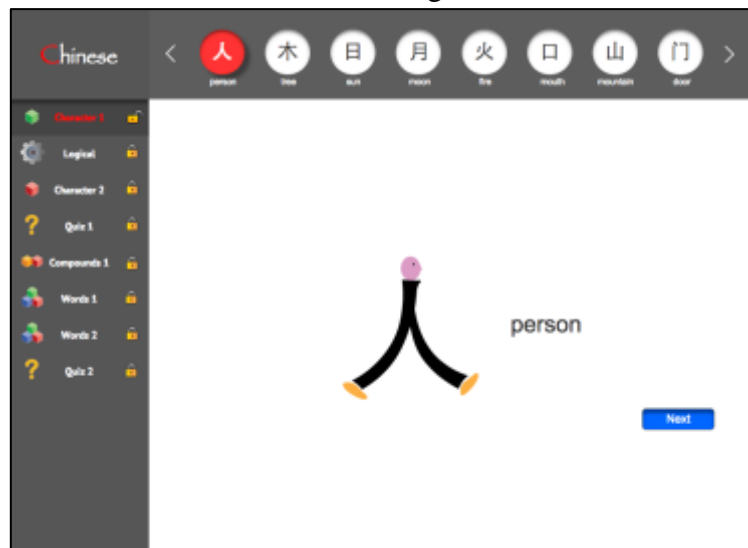 Chinese
< 人 木 日 月 火 口 山 门 >
person tree sun moon fire mouth mountain door
Character 1
Logical
Character 2
? Quiz 1
Compounds 1
Words 1
Words 2
? Quiz 2
person
Next